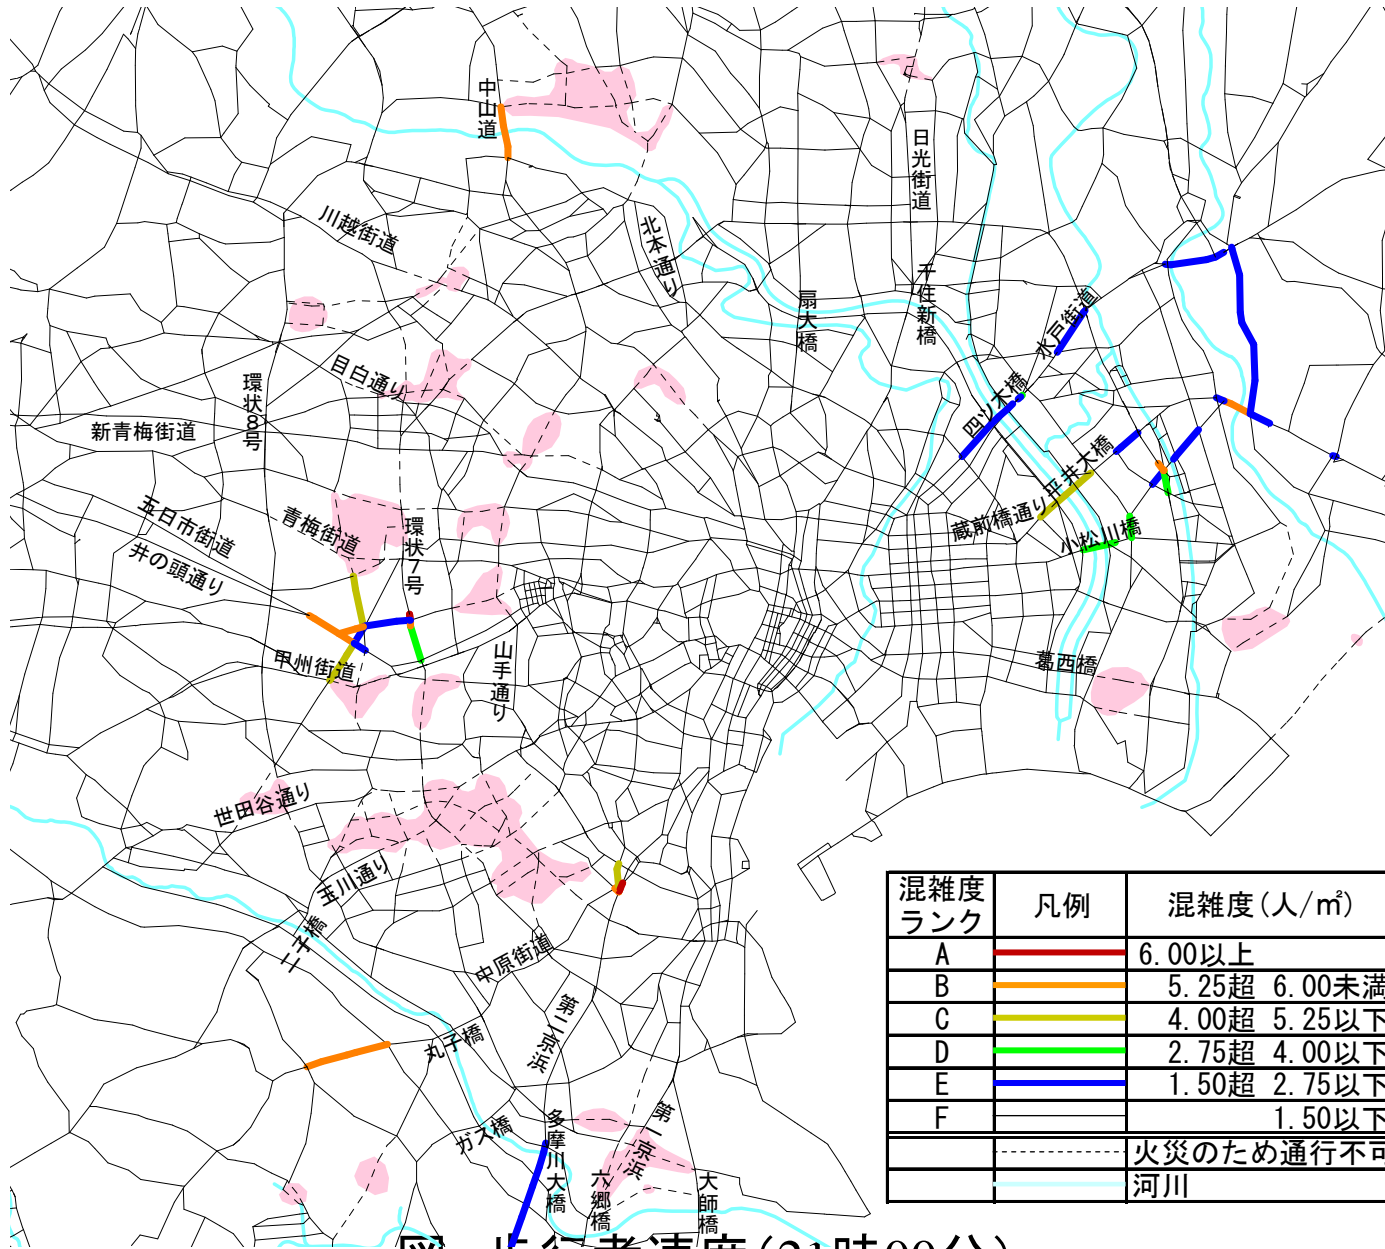 中山道
日光街道
川越街道
北本通り
千住新橋
扇大橋
水戸街道
目白通り
環状8号
四ツ木橋
新青梅街道
平井大橋
五日市街道
青梅街道
環状7号
蔵前橋通り
小松川橋
井の頭通り
甲州街道
山手通り
葛西橋
世田谷通り
玉川通り
二子橋
中原街道
第二京浜
丸子橋
ガス橋
多摩川大橋
第一京浜
六郷橋
大師橋
混雑度ランク 凡例 混雑度(人/㎡)
A 6.00以上
B 5.25超 6.00未満
C 4.00超 5.25以下
D 2.75超 4.00以下
E 1.50超 2.75以下
F 1.50以下
火災のため通行不可
河川